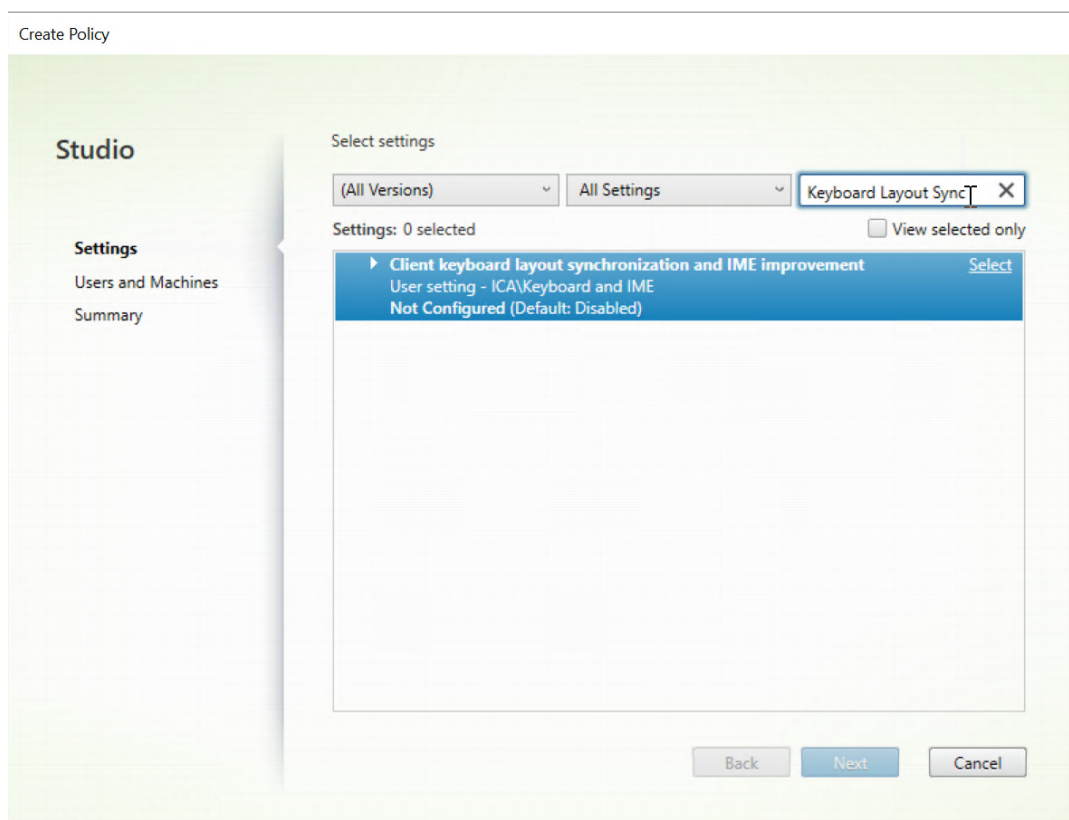 Create Policy
Studio
Settings
Users and Machines
Summary
Select settings
(All Versions)
All Settings
Keyboard Layout Sync
Settings: 0 selected
View selected only
Client keyboard layout synchronization and IME improvement
Select
User setting - ICA\Keyboard and IME
Not Configured (Default: Disabled)
Back
Next
Cancel